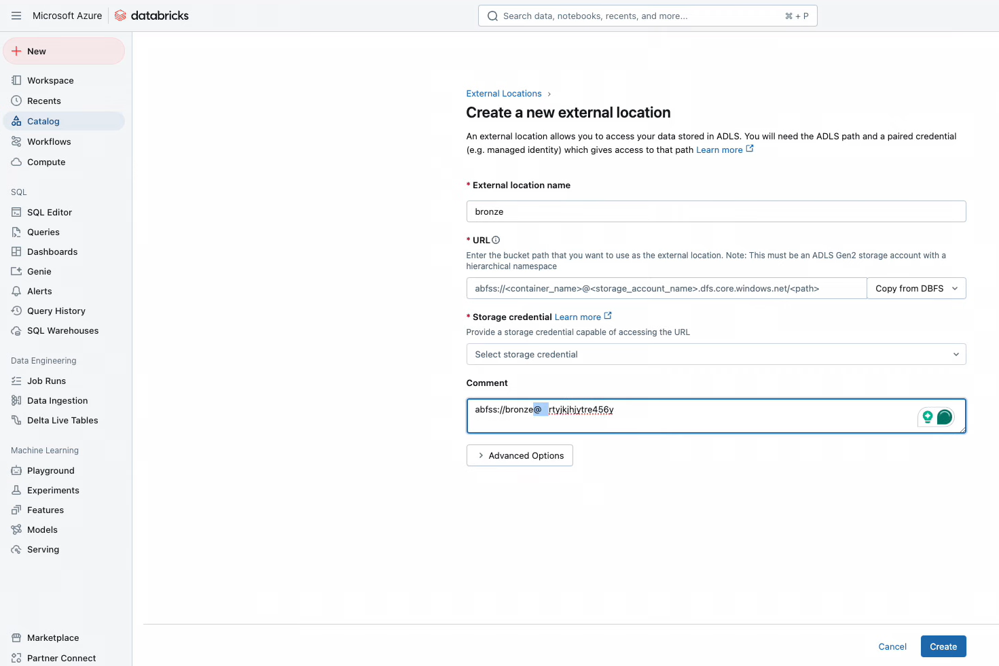 Microsoft Azure databricks
Search data, notebooks, recents, and more... ⌘ + P
New
Workspace
Recents
Catalog
Workflows
Compute
SQL
SQL Editor
Queries
Dashboards
Genie
Alerts
Query History
SQL Warehouses
Data Engineering
Job Runs
Data Ingestion
Delta Live Tables
Machine Learning
Playground
Experiments
Features
Models
Serving
Marketplace
Partner Connect
External Locations ›
Create a new external location
An external location allows you to access your data stored in ADLS. You will need the ADLS path and a paired credential
(e.g. managed identity) which gives access to that path Learn more
* External location name
bronze
* URL
Enter the bucket path that you want to use as the external location. Note: This must be an ADLS Gen2 storage account with a
hierarchical namespace
abfss://<container_name>@<storage_account_name>.dfs.core.windows.net/<path> Copy from DBFS
* Storage credential Learn more
Provide a storage credential capable of accessing the URL
Select storage credential
Comment
abfss://bronze@ rtyjkjhjytre456y
Advanced Options
Cancel Create